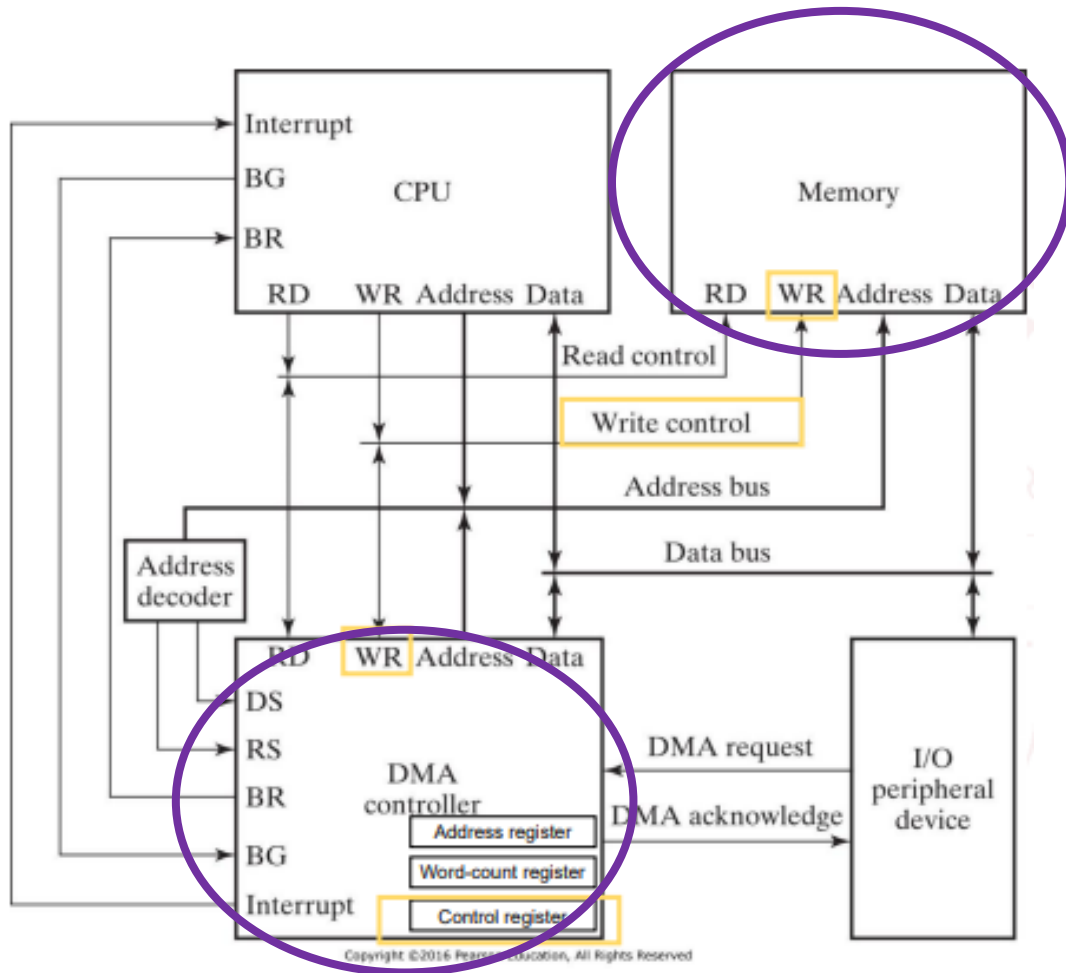 Interrupt
BG
CPU
Memory
BR
RD WR Address Data
RD WR Address Data
Read control
Write control
Address bus
Data bus
Address
decoder
RD WR Address Data
DS
RS
DMA
controller
BR
BG
Interrupt
Address register
Word-count register
Control register
DMA request
DMA acknowledge
I/O
peripheral
device
Copyright ©2016 Pearson Education, All Rights Reserved